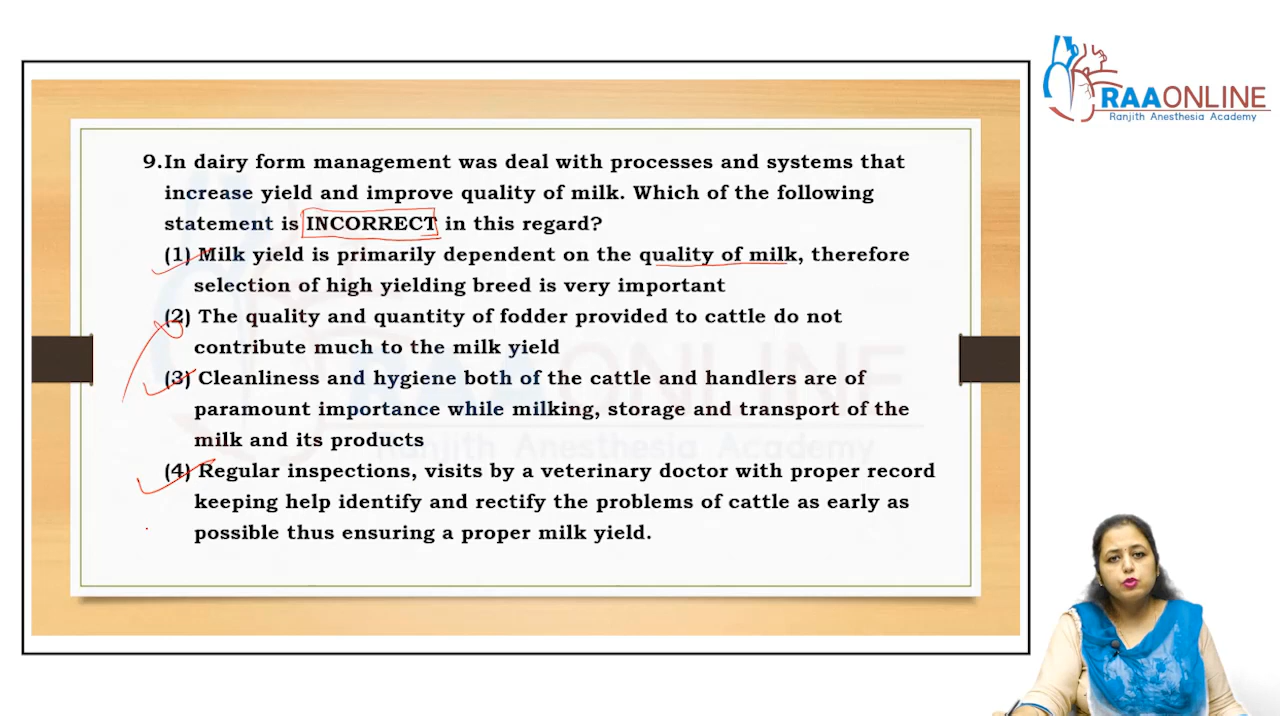 RAAONLINE
Ranjith Anesthesia Academy
9.In dairy form management was deal with processes and systems that
increase yield and improve quality of milk. Which of the following
statement is INCORRECT in this regard?
(1) Milk yield is primarily dependent on the quality of milk, therefore
selection of high yielding breed is very important
(2) The quality and quantity of fodder provided to cattle do not
contribute much to the milk yield
(3) Cleanliness and hygiene both of the cattle and handlers are of
paramount importance while milking, storage and transport of the
milk and its products
(4) Regular inspections, visits by a veterinary doctor with proper record
keeping help identify and rectify the problems of cattle as early as
possible thus ensuring a proper milk yield.
RAAONLINE
Ranjith Anesthesia Academy